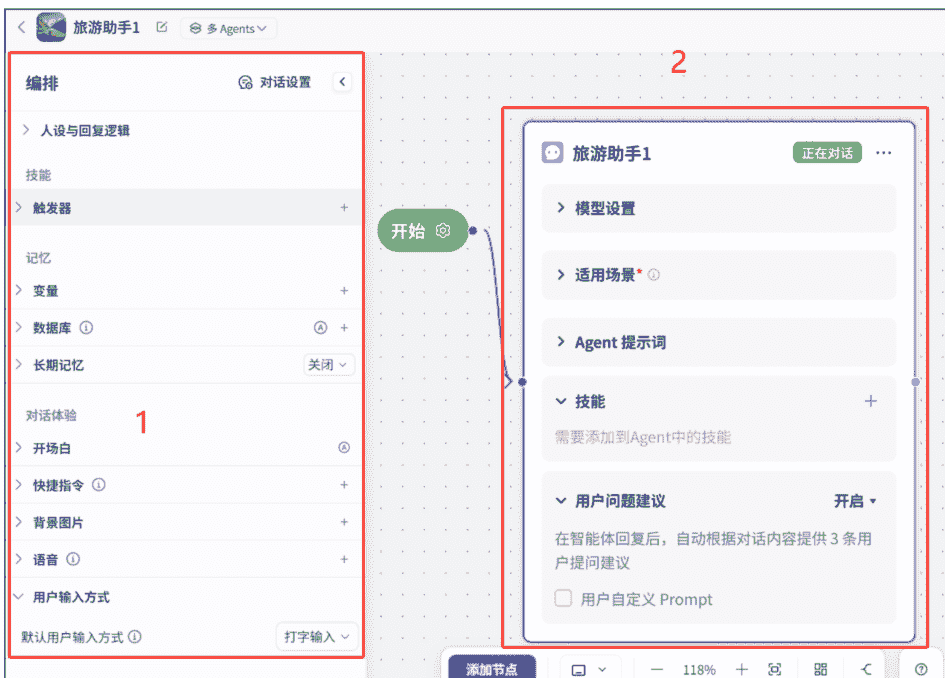 旅游助手1 多 Agents
2
编排 对话设置
人设与回复逻辑
技能
触发器
记忆
变量
数据库
长期记忆 关闭
对话体验
1
开场白
快捷指令
背景图片
语音
用户输入方式
默认用户输入方式 打字输入
开始
旅游助手1 正在对话
模型设置
适用场景*
Agent 提示词
技能
需要添加到Agent中的技能
用户问题建议 开启
在智能体回复后，自动根据对话内容提供 3 条用
户提问建议
用户自定义 Prompt
添加节点 118%